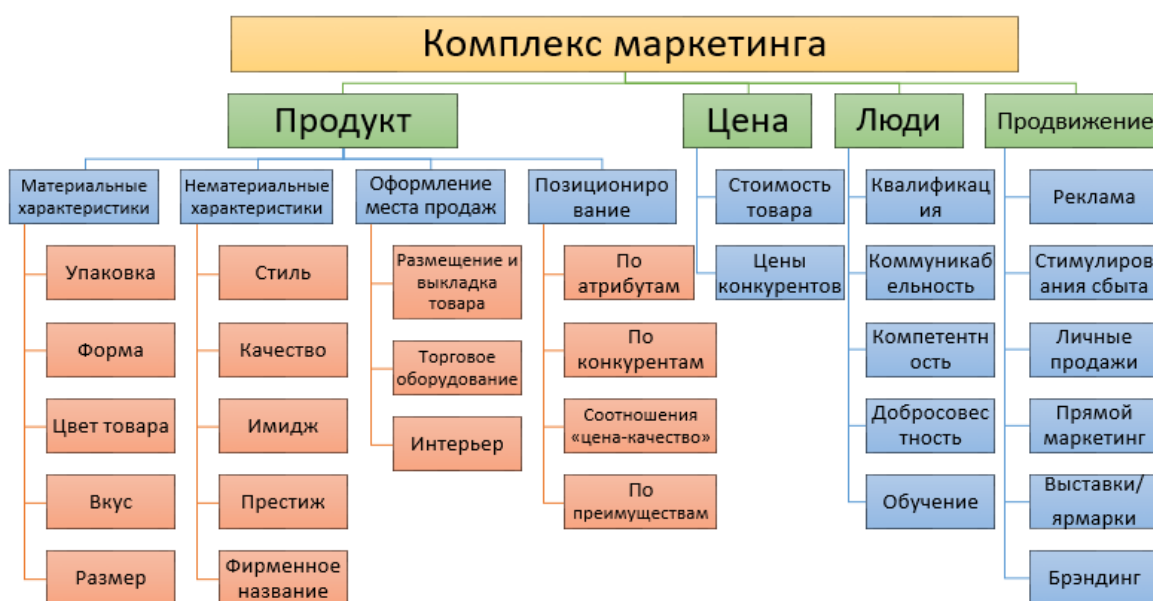 Комплекс маркетинга
Продукт
Цена
Люди
Продвижение
Материальные
характеристики
Нематериальные
характеристики
Оформление
места продаж
Позициониро
вание
Стоимость
товара
Квалификац
ия
Реклама
Упаковка
Стиль
Размещение и
выкладка
товара
По
атрибутам
Цены
конкурентов
Коммуникаб
ельность
Стимулиров
ания сбыта
Форма
Качество
Торговое
оборудование
По
конкурентам
Компетентн
ость
Личные
продажи
Цвет товара
Имидж
Интерьер
Соотношения
«цена-качество»
Добросовес
тность
Прямой
маркетинг
Вкус
Престиж
По
преимуществам
Обучение
Выставки/
ярмарки
Размер
Фирменное
название
Брэндинг